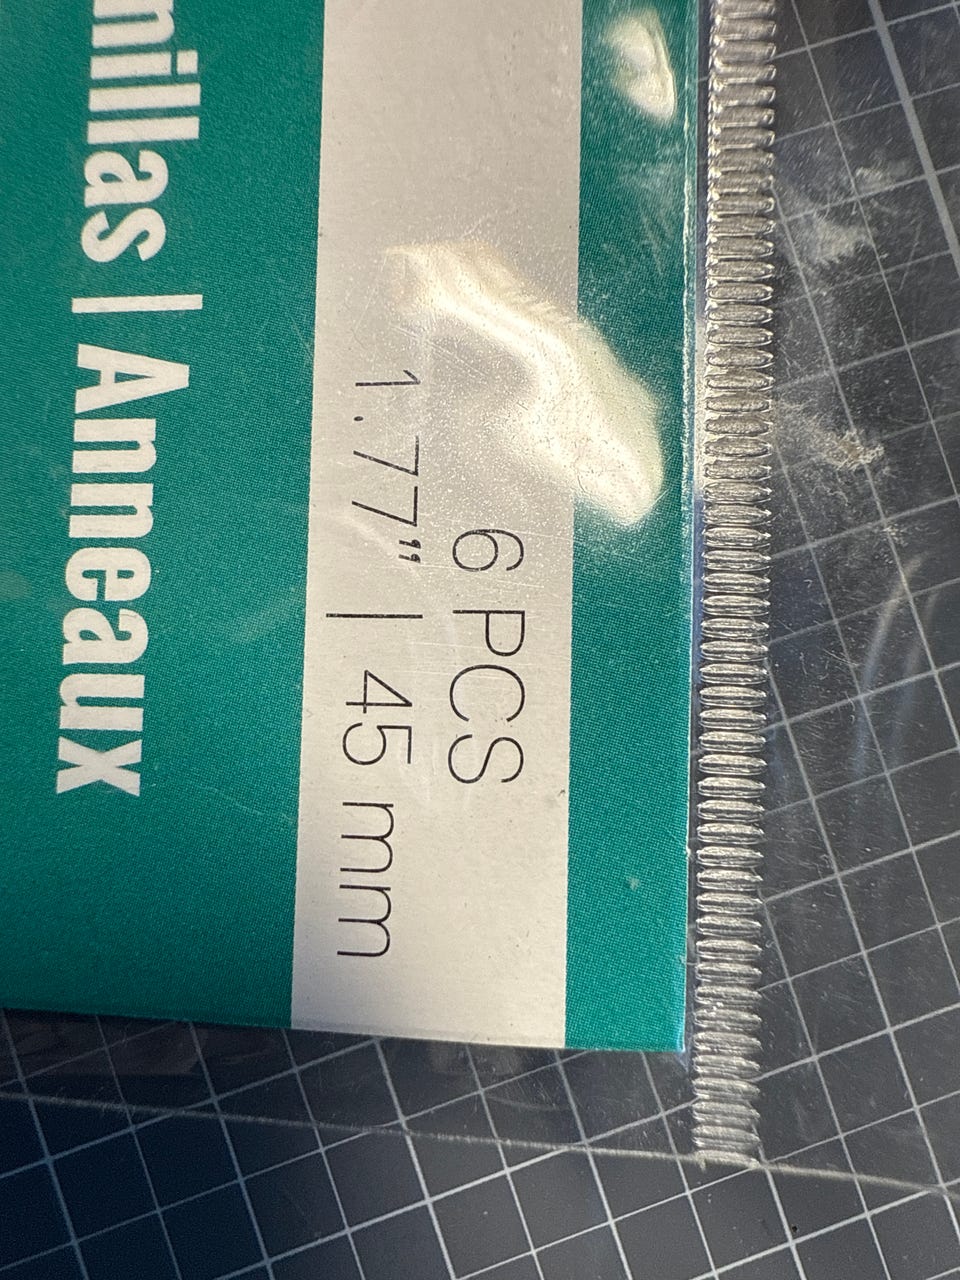 6 PCS
1.77" | 45 mm
nillas | Anneaux